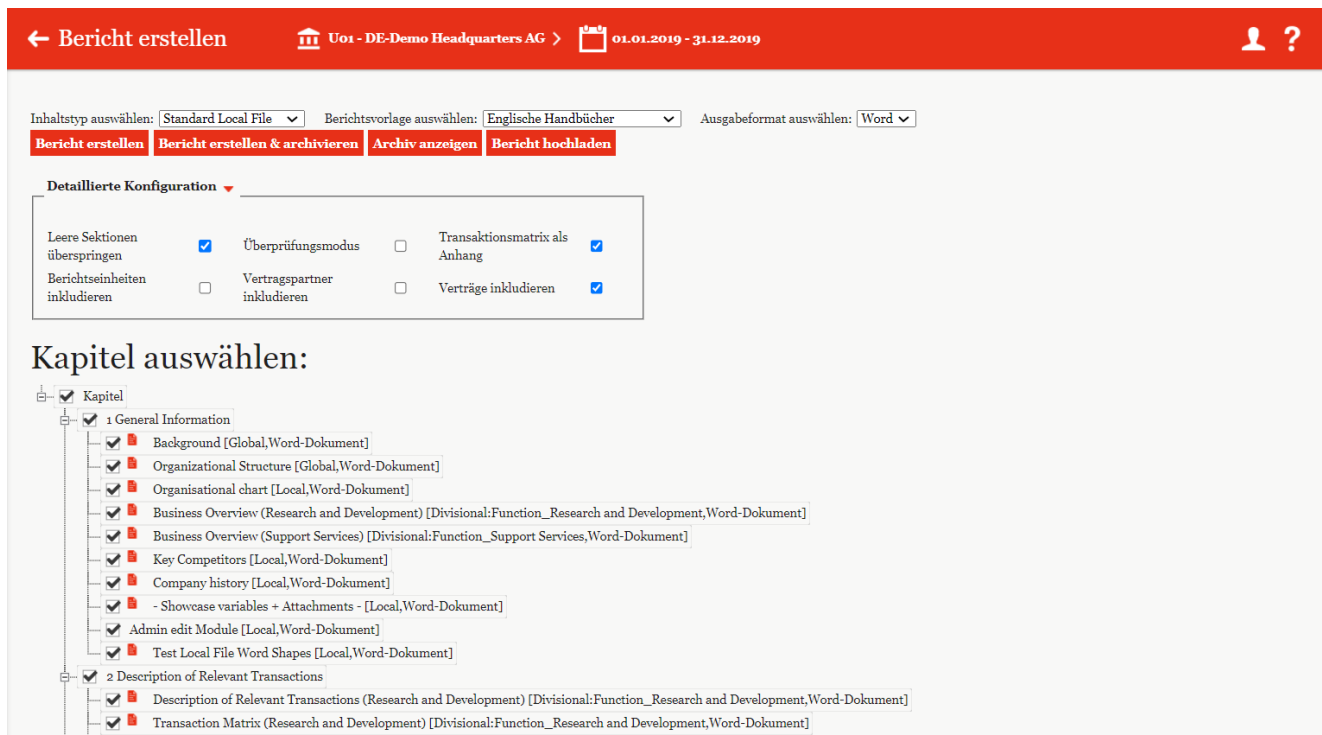 Bericht erstellen U01 - DE-Demo Headquarters AG 01.01.2019 - 31.12.2019 ?
Inhaltstyp auswählen: Standard Local File Berichtsvorlage auswählen: Englische Handbücher Ausgabeformat auswählen: Word
Bericht erstellen Bericht erstellen & archivieren Archiv anzeigen Bericht hochladen
Detaillierte Konfiguration
Leere Sektionen überspringen Überprüfungsmodus Transaktionsmatrix als Anhang
Berichtseinheiten inkludieren Vertragspartner inkludieren Verträge inkludieren
Kapitel auswählen:
Kapitel
1 General Information
Background [Global,Word-Dokument]
Organizational Structure [Global,Word-Dokument]
Organisational chart [Local,Word-Dokument]
Business Overview (Research and Development) [Divisional:Function_Research and Development,Word-Dokument]
Business Overview (Support Services) [Divisional:Function_Support Services,Word-Dokument]
Key Competitors [Local,Word-Dokument]
Company history [Local,Word-Dokument]
- Showcase variables + Attachments - [Local,Word-Dokument]
Admin edit Module [Local,Word-Dokument]
Test Local File Word Shapes [Local,Word-Dokument]
2 Description of Relevant Transactions
Description of Relevant Transactions (Research and Development) [Divisional:Function_Research and Development,Word-Dokument]
Transaction Matrix (Research and Development) [Divisional:Function_Research and Development,Word-Dokument]